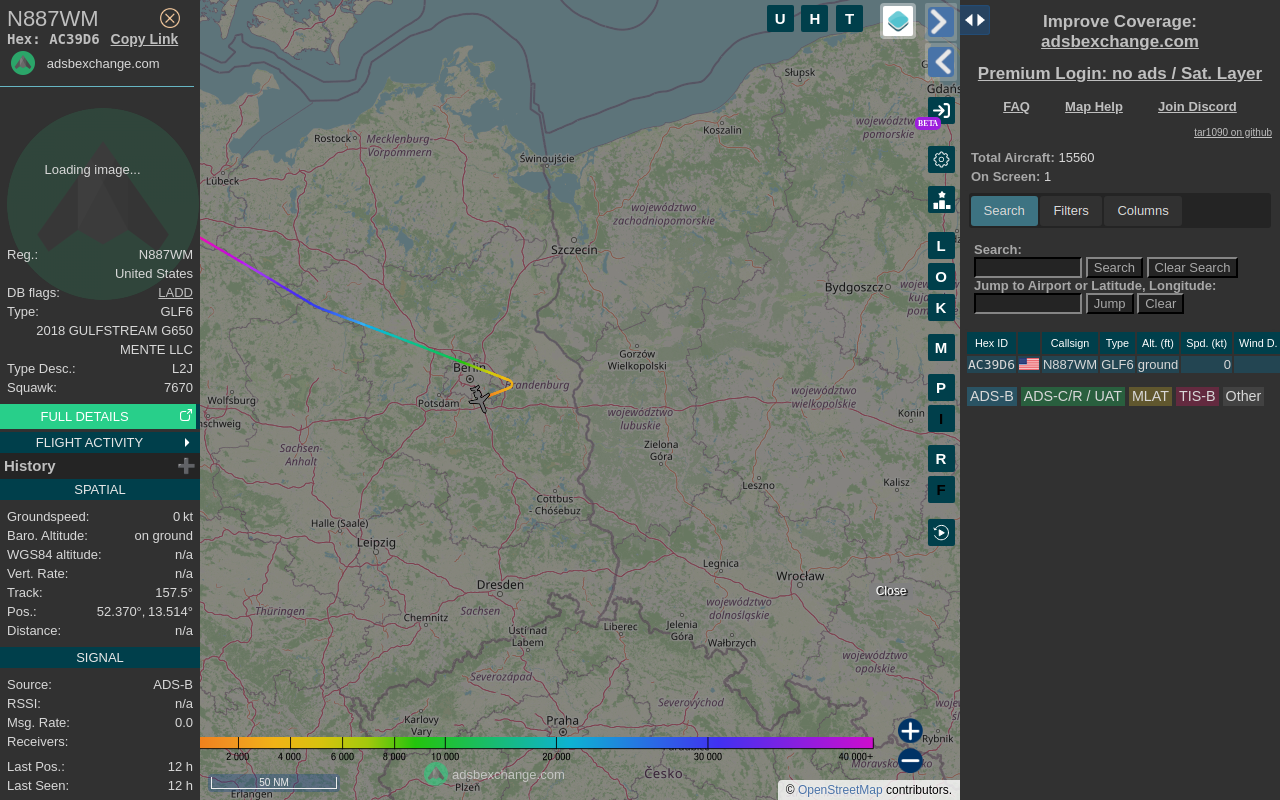 N887WM
Hex: AC39D6 Copy Link
adsbexchange.com
Loading image...
Reg.: N887WM
United States
DB flags: LADD
Type: GLF6
2018 GULFSTREAM G650
MENTE LLC
Type Desc.: L2J
Squawk: 7670
FULL DETAILS
FLIGHT ACTIVITY
History
SPATIAL
Groundspeed: 0 kt
Baro. Altitude: on ground
WGS84 altitude: n/a
Vert. Rate: n/a
Track: 157.5°
Pos.: 52.370°, 13.514°
Distance: n/a
SIGNAL
Source: ADS-B
RSSI: n/a
Msg. Rate: 0.0
Receivers:
Last Pos.: 12 h
Last Seen: 12 h
U H T
BETA
L
O
K
M
P
I
R
F
Słupsk
Gdańs
województwo
pomorskie
Koszalin
Rostock
Mecklenburg-
Vorpommern
Świnoujście
Lübeck
województwo
zachodniopomorskie
Szczecin
Bydgoszcz
Gorzów
Wielkopolski
Berlin
Brandenburg
Potsdam
Wolfsburg
województwo
lubuskie
województwo
wielkopolskie
Konin
Sachsen-
Anhalt
Zielona
Góra
Leszno
Kalisz
Cottbus
- Chóśebuz
Halle (Saale)
Leipzig
Legnica
Wrocław
Dresden
Close
Thüringen
Chemnitz
Sachsen
województwo
dolnośląskie
Ústí nad
Labem
Liberec
Jelenia
Góra
Wałbrzych
województwo
opolskie
Severozápad
Severovýchod
Karlovy
Vary
Praha
Rybnik
2 000 4 000 6 000 8 000 10 000 20 000 30 000 40 000+
adsbexchange.com
50 NM
Plzeň
Česko
Erlangen
© OpenStreetMap contributors.
Improve Coverage:
adsbexchange.com
Premium Login: no ads / Sat. Layer
FAQ Map Help Join Discord
tar1090 on github
Total Aircraft: 15560
On Screen: 1
Search Filters Columns
Search:
Search Clear Search
Jump to Airport or Latitude, Longitude:
Jump Clear
Hex ID Callsign Type Alt. (ft) Spd. (kt) Wind D.
AC39D6 N887WM GLF6 ground 0
ADS-B ADS-C/R / UAT MLAT TIS-B Other